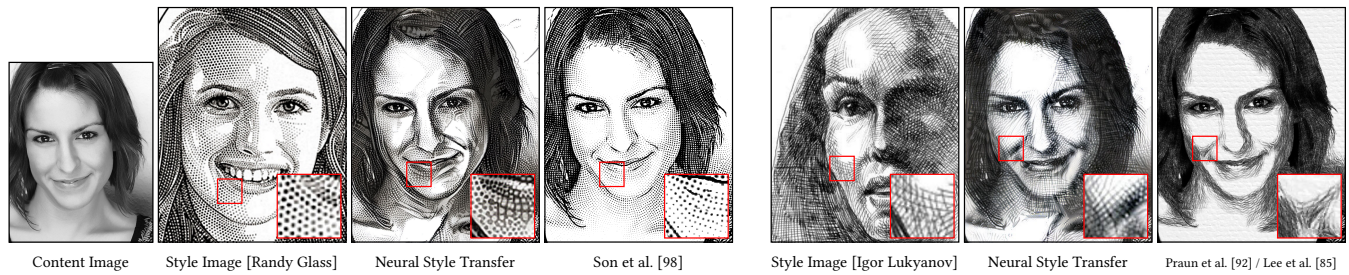 Content Image
Style Image [Randy Glass]
Neural Style Transfer
Son et al. [98]
Style Image [Igor Lukyanov]
Neural Style Transfer
Praun et al. [92] / Lee et al. [85]